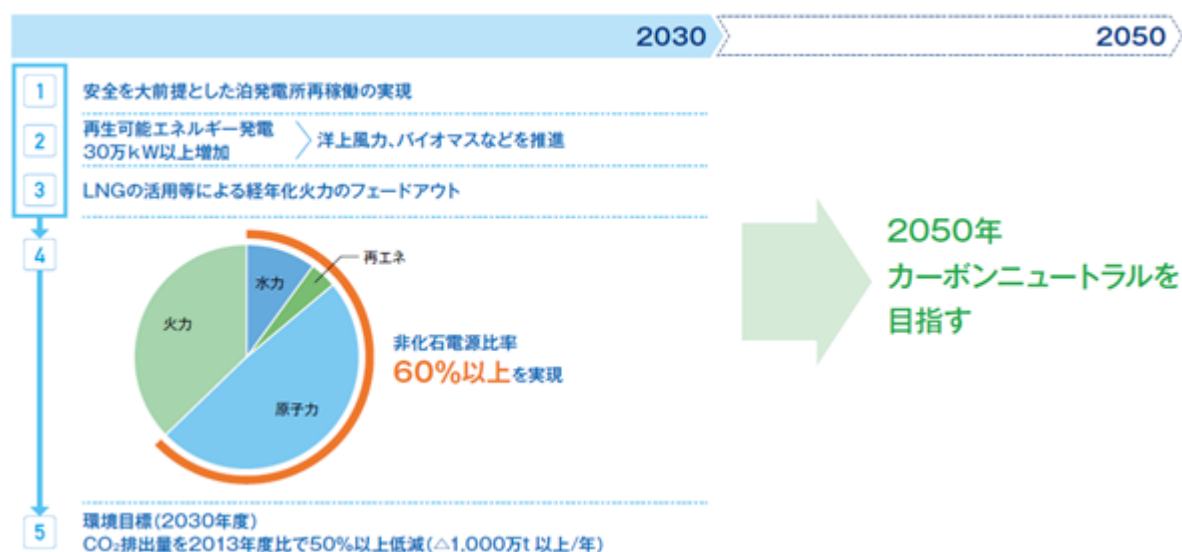 2030
2050
1
安全を大前提とした泊発電所再稼働の実現
2
再生可能エネルギー発電
30万kW以上増加
洋上風力、バイオマスなどを推進
3
LNGの活用等による経年化火力のフェードアウト
4
水力
再エネ
火力
原子力
非化石電源比率
60%以上を実現
2050年
カーボンニュートラルを
目指す
5
環境目標(2030年度)
CO₂排出量を2013年度比で50%以上低減(△1,000万t 以上/年)